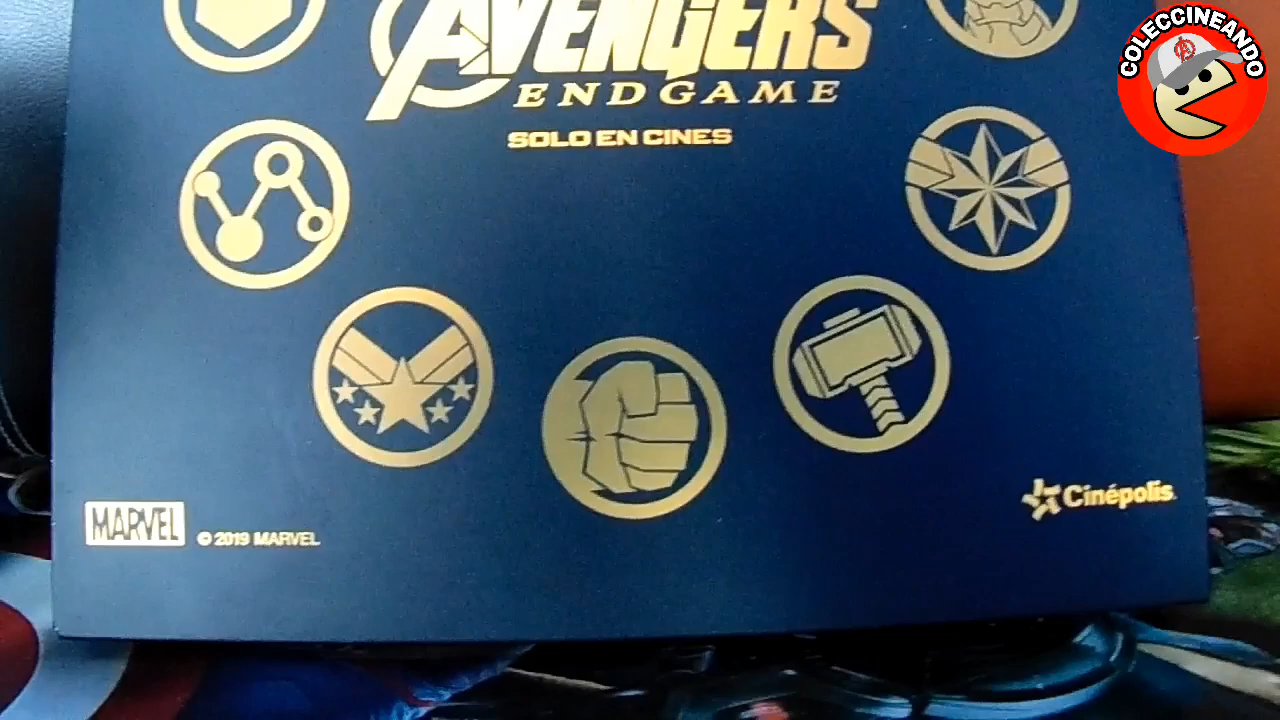 COLECCINEANDO
AVENGERS
ENDGAME
SOLO EN CINES
Cinépolis
MARVEL © 2019 MARVEL